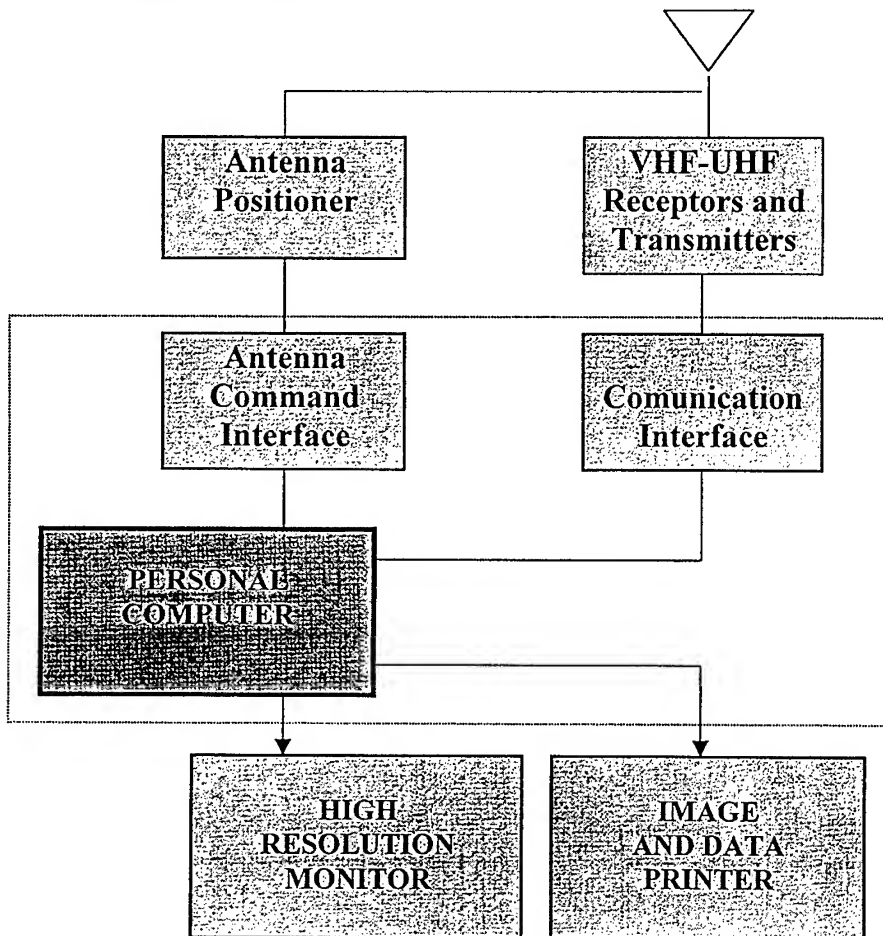 Antenna
Positioner
VHF-UHF
Receptors and
Transmitters
Antenna
Command
Interface
Comunication
Interface
PERSONAL
COMPUTER
HIGH
RESOLUTION
MONITOR
IMAGE
AND DATA
PRINTER